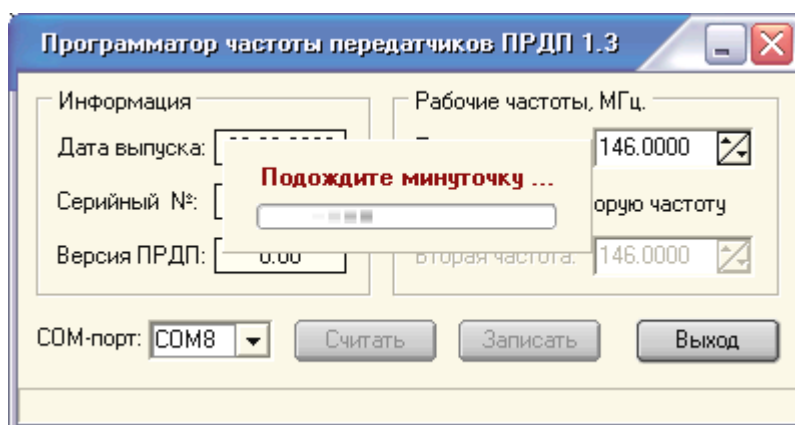 Программатор частоты передатчиков ПРДП 1.3
Информация
Рабочие частоты, МГц.
Дата выпуска:
146.0000
Подождите минуточку ...
Серийный №:
орую частоту
Версия ПРДП: 0.00
Вторая частота: 146.0000
COM-порт: COM8
Считать
Записать
Выход